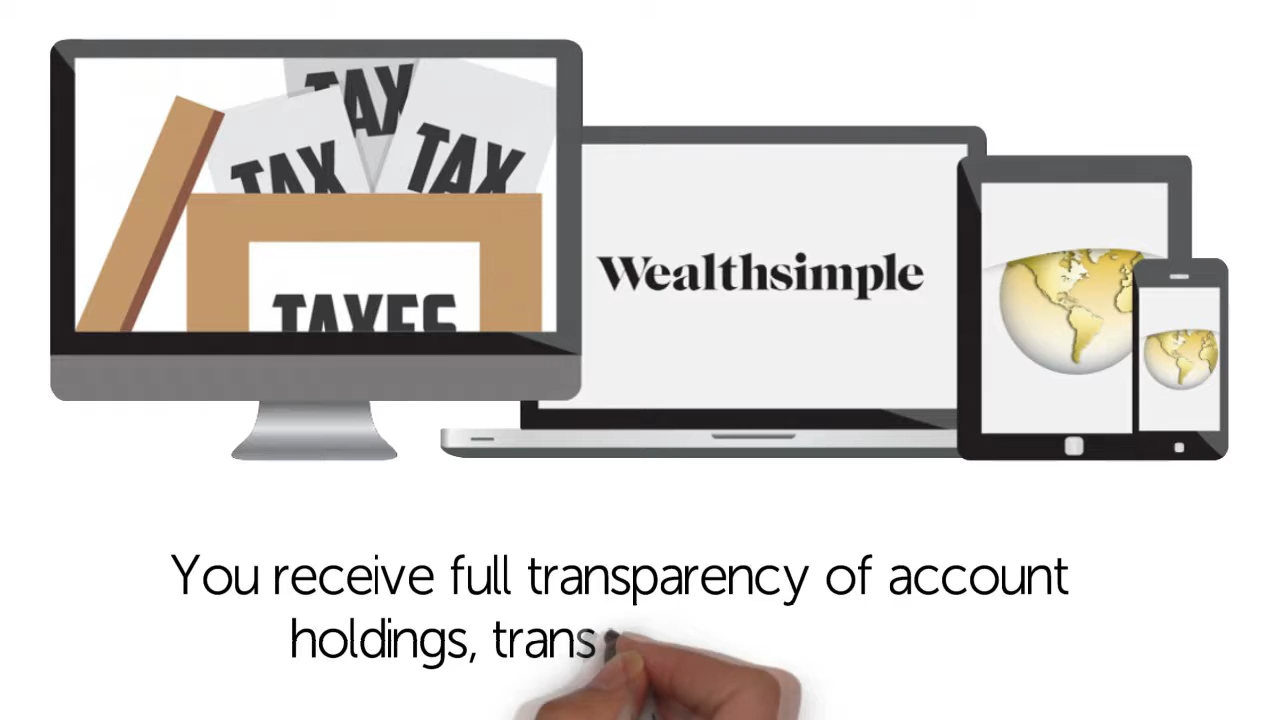 TAX
TAX
TAX
TAXES
Wealthsimple
You receive full transparency of account
holdings, trans